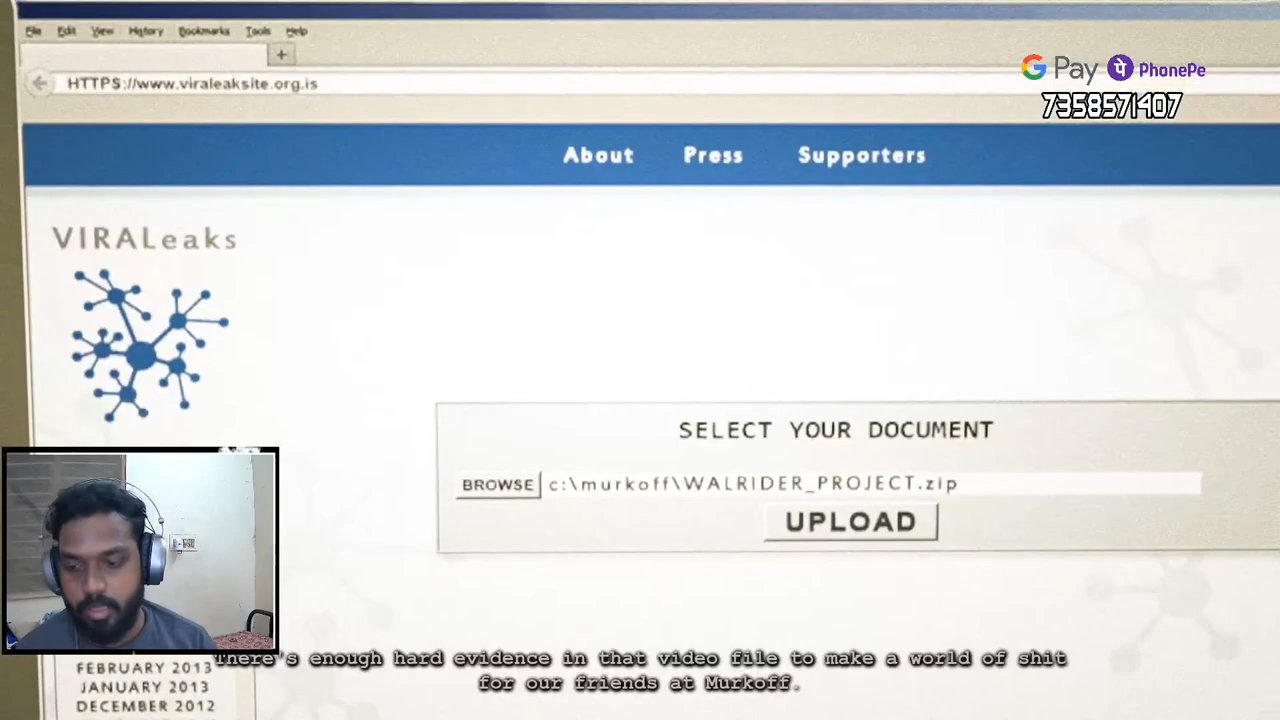 File Edit View History Bookmarks Tools Help
+
HTTPS://www.viraleaksite.org.is
G Pay पे PhonePe
7358571407
About Press Supporters
VIRALeaks
SELECT YOUR DOCUMENT
BROWSE c:\murkoff\WALRIDER_PROJECT.zip
UPLOAD
There's enough hard evidence in that video file to make a world of shit
for our friends at Murkoff.
FEBRUARY 2013
JANUARY 2013
DECEMBER 2012